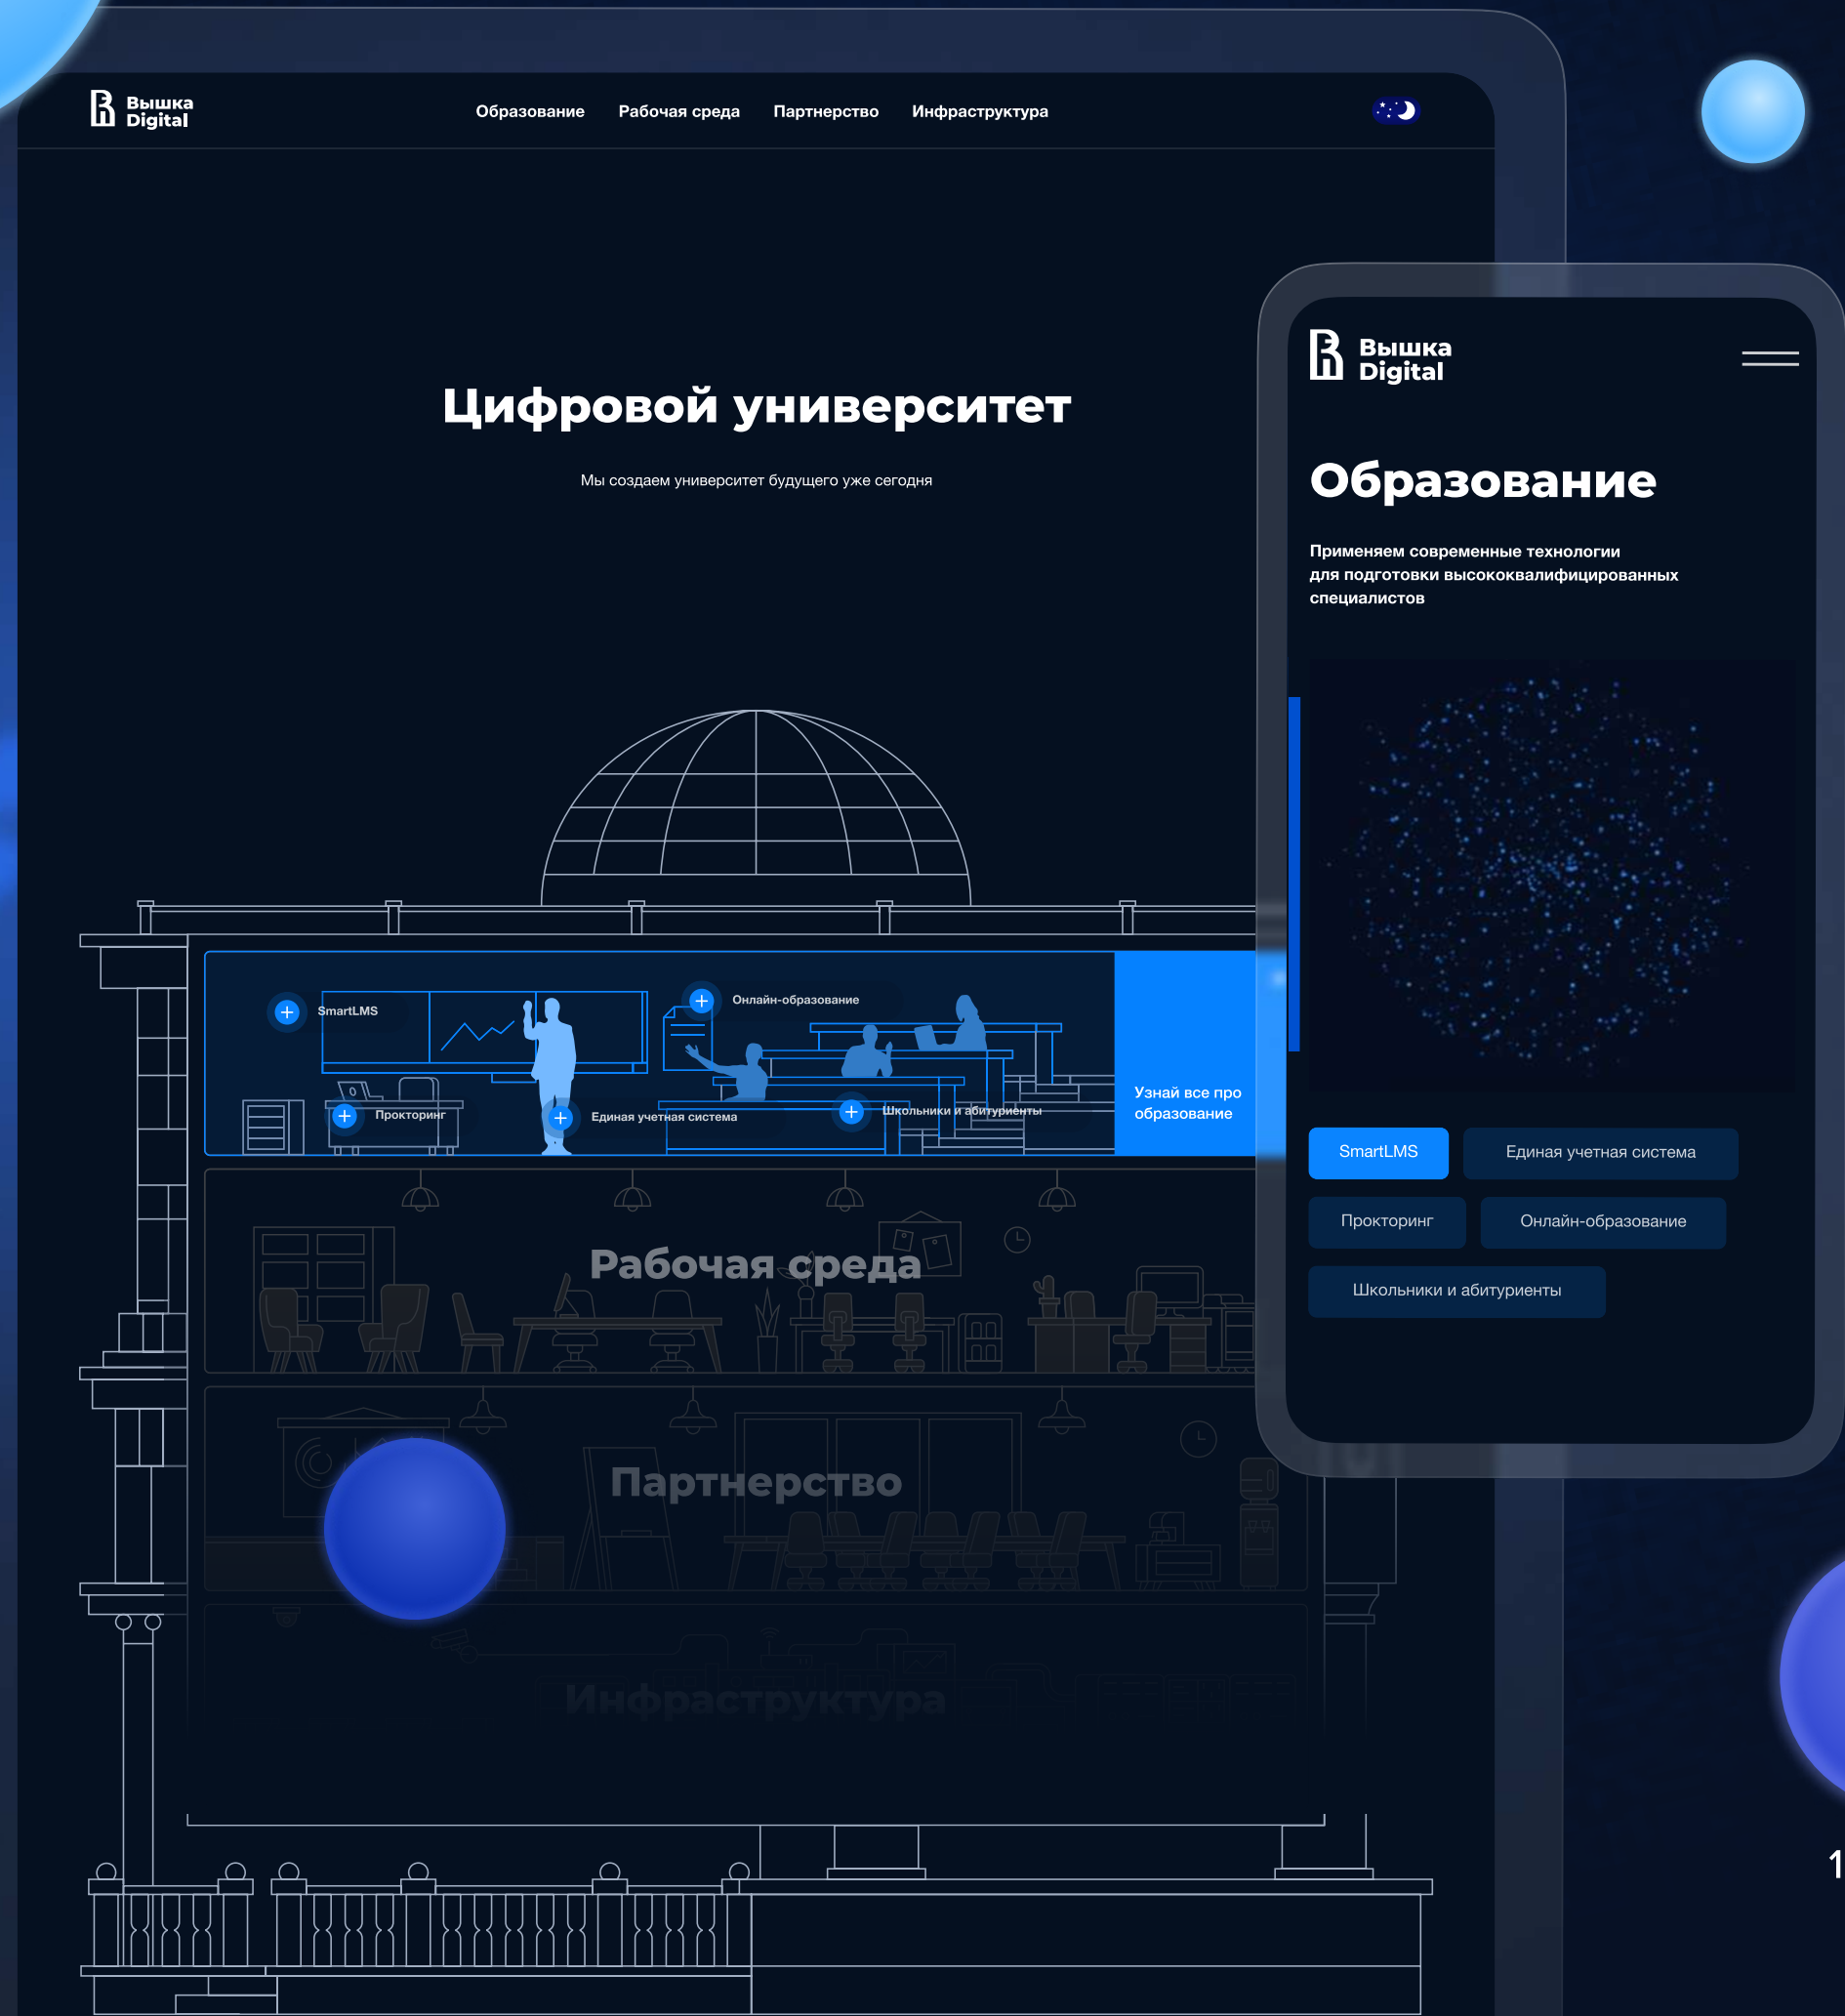 Вышка
Digital
Образование
Рабочая среда
Партнерство
Инфраструктура
Цифровой университет
Мы создаем университет будущего уже сегодня
SmartLMS
Онлайн-образование
Прокторинг
Единая учетная система
Школьники и абитуриенты
Узнай все про
образование
Рабочая среда
Партнерство
Инфраструктура
Вышка
Digital
Образование
Применяем современные технологии
для подготовки высококвалифицированных
специалистов
SmartLMS
Единая учетная система
Прокторинг
Онлайн-образование
Школьники и абитуриенты
1